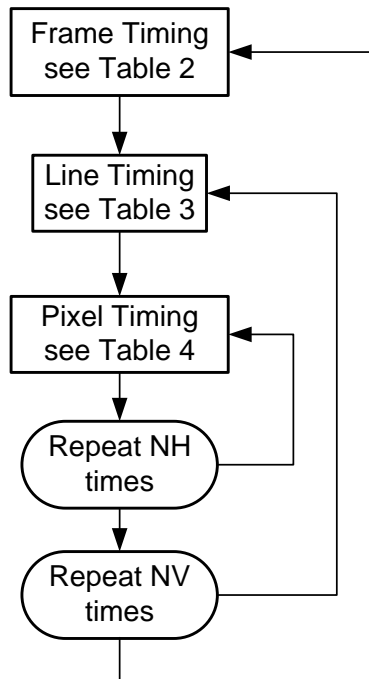 Frame Timing
see Table 2
Line Timing
see Table 3
Pixel Timing
see Table 4
Repeat NH
times
Repeat NV
times